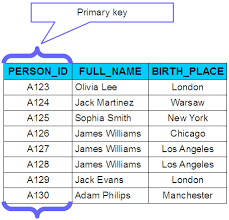 Primary key
PERSON_ID FULL_NAME BIRTH_PLACE
A123 Olivia Lee London
A124 Jack Martinez Warsaw
A125 Sophia Smith New York
A126 James Williams Chicago
A127 James Williams Los Angeles
A128 James Williams Los Angeles
A129 Jack Evans London
A130 Adam Philips Manchester